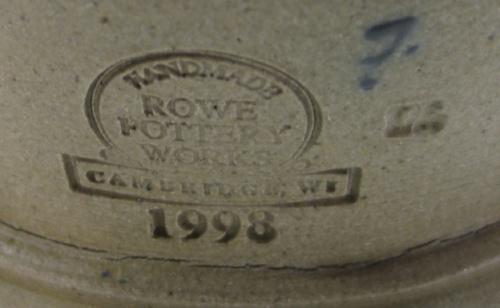 HANDMADE
ROWE
POTTERY
WORKS
CAMBRIDGE, WI
1998